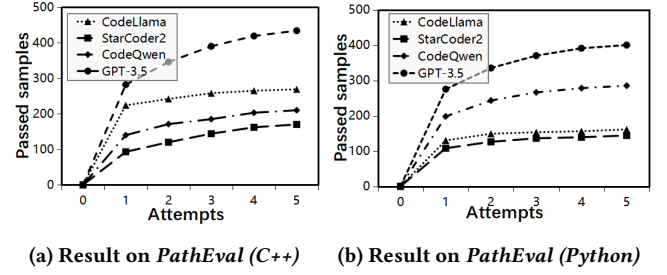 500
400
300
200
100
0
Passed samples
CodeLlama
StarCoder2
CodeQwen
GPT-3.5
0 1 2 3 4 5
Attempts
(a) Result on PathEval (C++)
500
400
300
200
100
0
Passed samples
CodeLlama
StarCoder2
CodeQwen
GPT-3.5
0 1 2 3 4 5
Attempts
(b) Result on PathEval (Python)